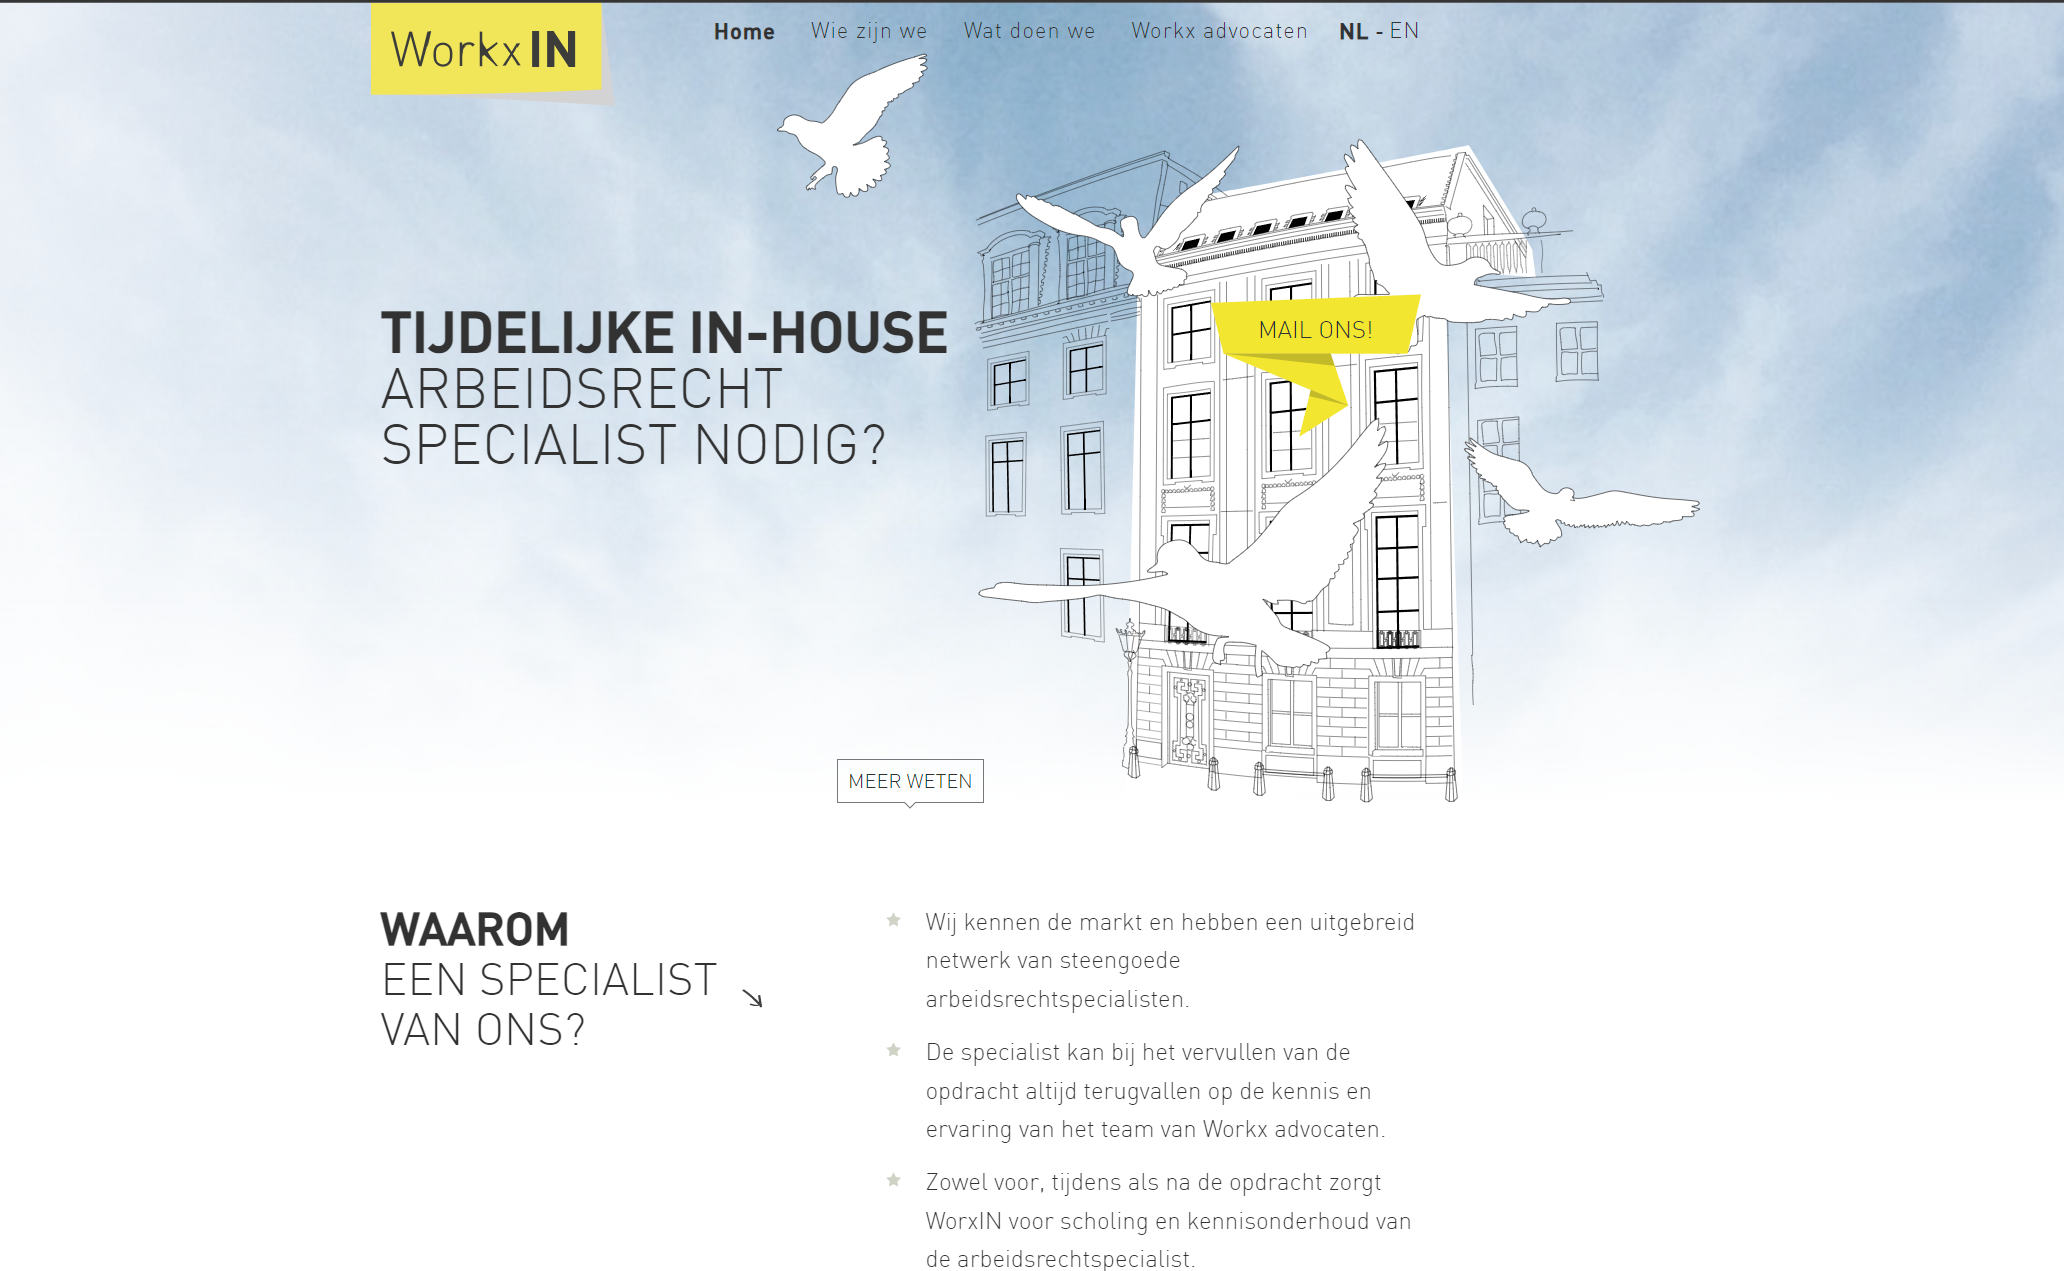 Workx IN
Home Wie zijn we Wat doen we Workx advocaten NL - EN
TIJDELIJKE IN-HOUSE
ARBEIDSRECHT
SPECIALIST NODIG?
MAIL ONS!
MEER WETEN
WAAROM
EEN SPECIALIST
VAN ONS?
Wij kennen de markt en hebben een uitgebreid
netwerk van steengoede
arbeidsrechtspecialisten.
De specialist kan bij het vervullen van de
opdracht altijd terugvallen op de kennis en
ervaring van het team van Workx advocaten.
Zowel voor, tijdens als na de opdracht zorgt
WorxIN voor scholing en kennisonderhoud van
de arbeidsrechtspecialist.